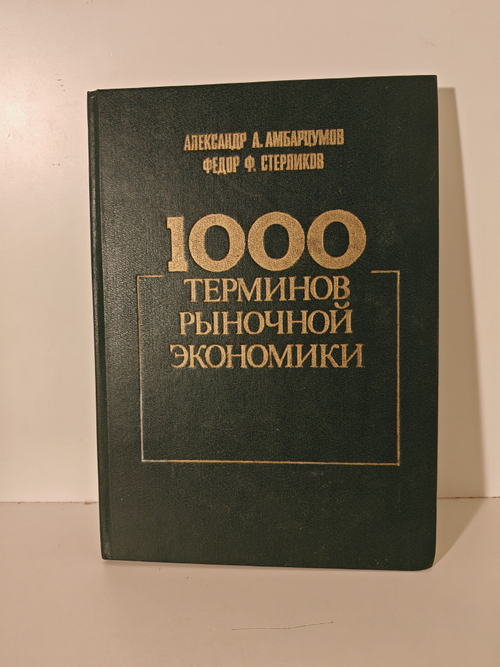 АЛЕКСАНДР А. АМБАРЦУМОВ
ФЕДОР Ф. СТЕРЛИКОВ
1000
ТЕРМИНОВ
РЫНОЧНОЙ
ЭКОНОМИКИ